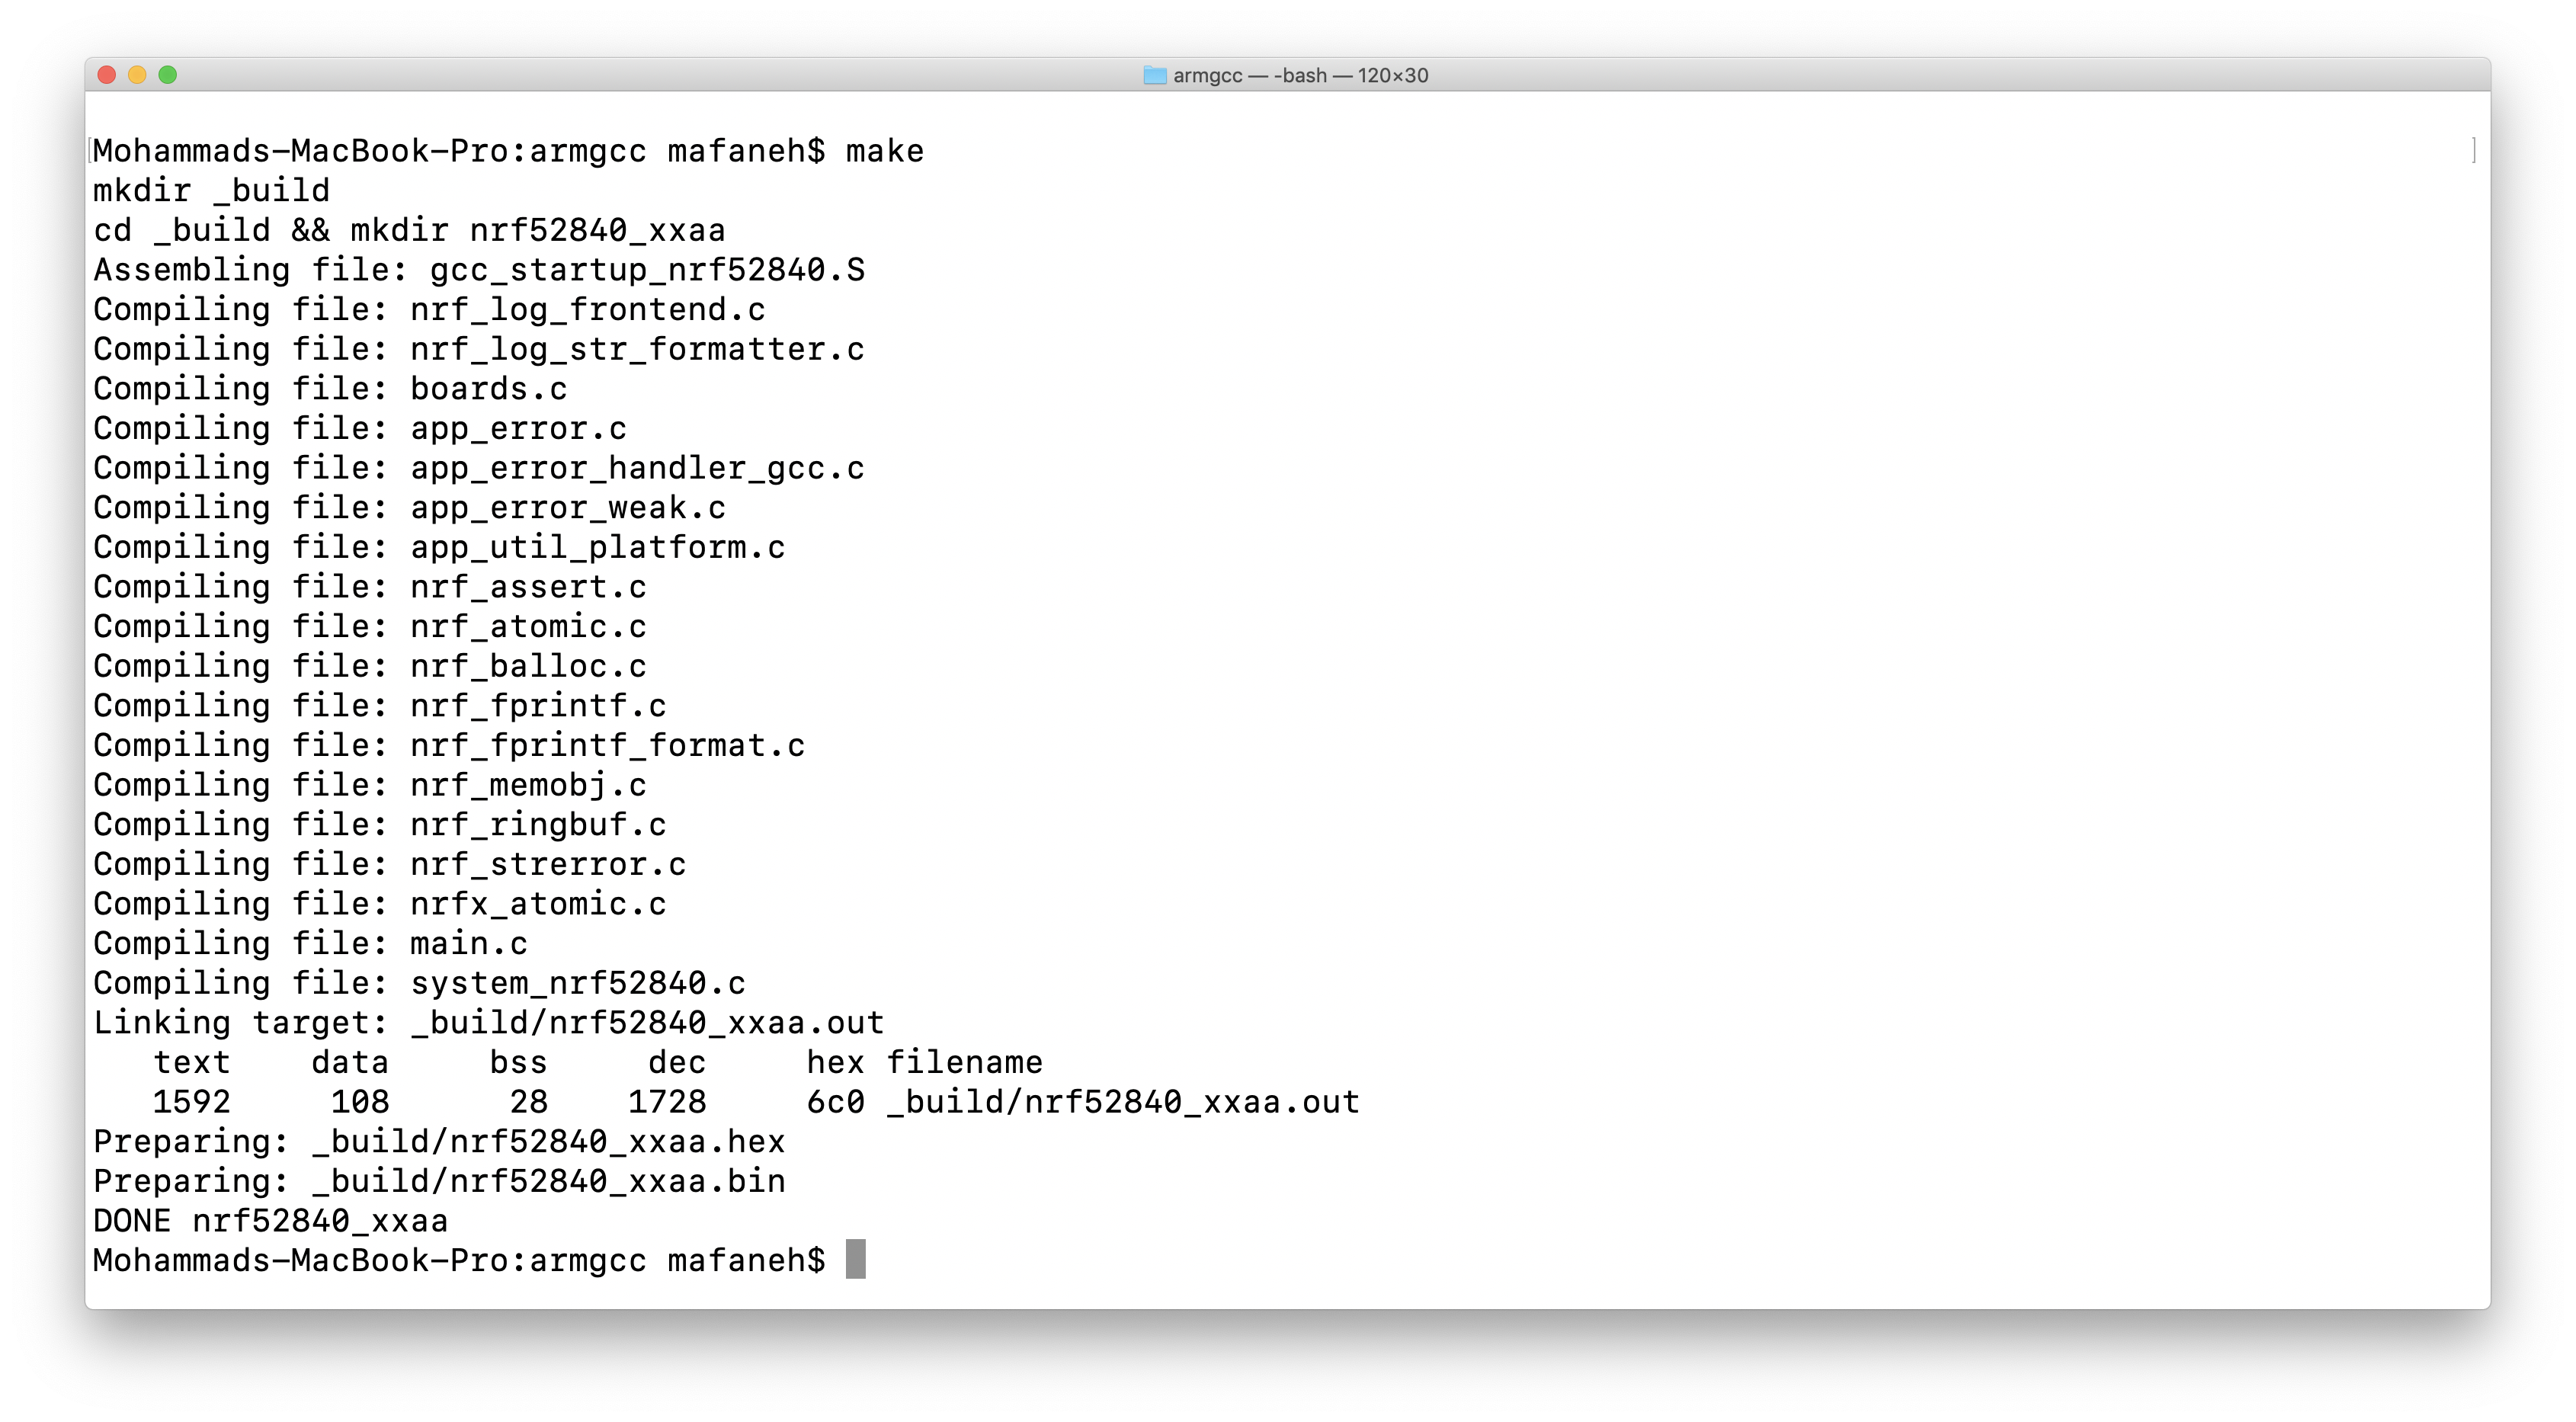 armgcc — -bash — 120×30
Mohammads-MacBook-Pro:armgcc mafaneh$ make
mkdir _build
cd _build && mkdir nrf52840_xxaa
Assembling file: gcc_startup_nrf52840.S
Compiling file: nrf_log_frontend.c
Compiling file: nrf_log_str_formatter.c
Compiling file: boards.c
Compiling file: app_error.c
Compiling file: app_error_handler_gcc.c
Compiling file: app_error_weak.c
Compiling file: app_util_platform.c
Compiling file: nrf_assert.c
Compiling file: nrf_atomic.c
Compiling file: nrf_balloc.c
Compiling file: nrf_fprintf.c
Compiling file: nrf_fprintf_format.c
Compiling file: nrf_memobj.c
Compiling file: nrf_ringbuf.c
Compiling file: nrf_strerror.c
Compiling file: nrfx_atomic.c
Compiling file: main.c
Compiling file: system_nrf52840.c
Linking target: _build/nrf52840_xxaa.out
   text    data     bss     dec     hex filename
   1592     108      28    1728     6c0 _build/nrf52840_xxaa.out
Preparing: _build/nrf52840_xxaa.hex
Preparing: _build/nrf52840_xxaa.bin
DONE nrf52840_xxaa
Mohammads-MacBook-Pro:armgcc mafaneh$